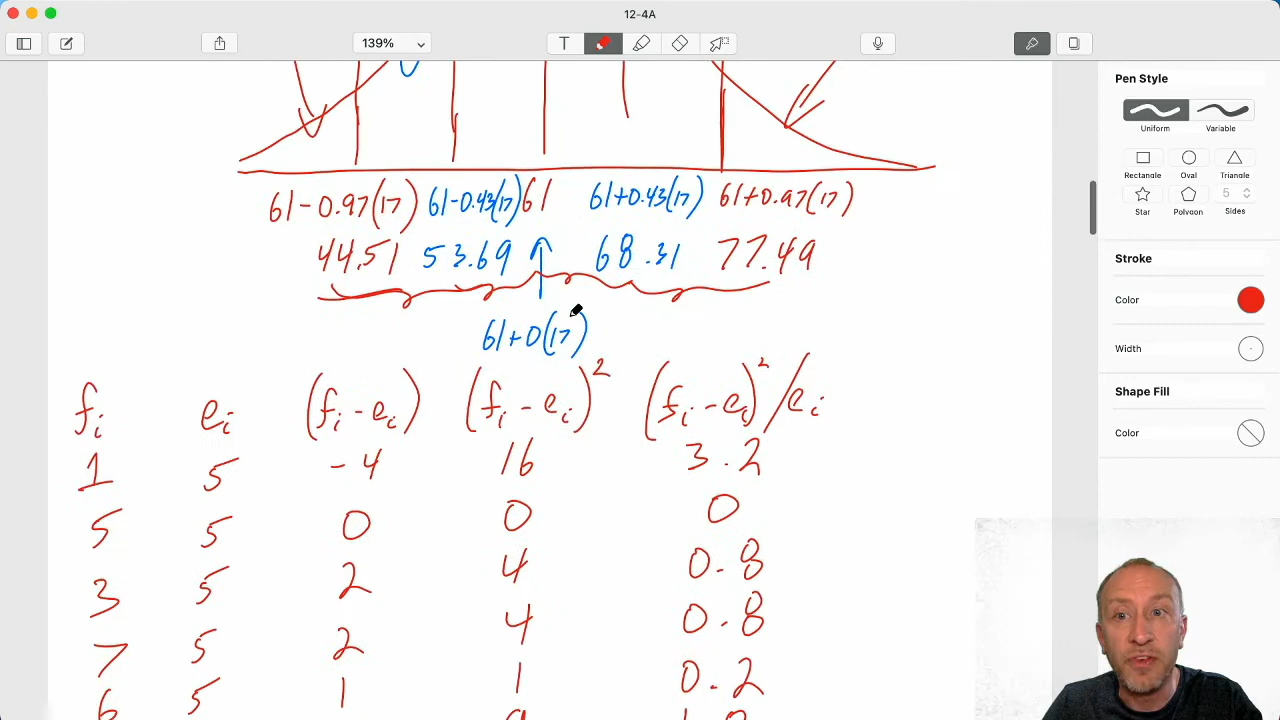 12-4A
139%
T
Pen Style
Uniform
Variable
Rectangle
Oval
Triangle
Star
Polygon
5
Sides
Stroke
Color
Width
Shape Fill
Color
61-0.97(17) 61-0.43(17) 61 61+0.43(17) 61+0.97(17)
44.51 53.69 68.31 77.49
61+0(17)
fi ei (fi-ei) (fi-ei)² (fi-ei)²/ei
1 5 -4 16 3.2
5 5 0 0 0
3 5 2 4 0.8
7 5 2 4 0.8
6 5 1 1 0.2